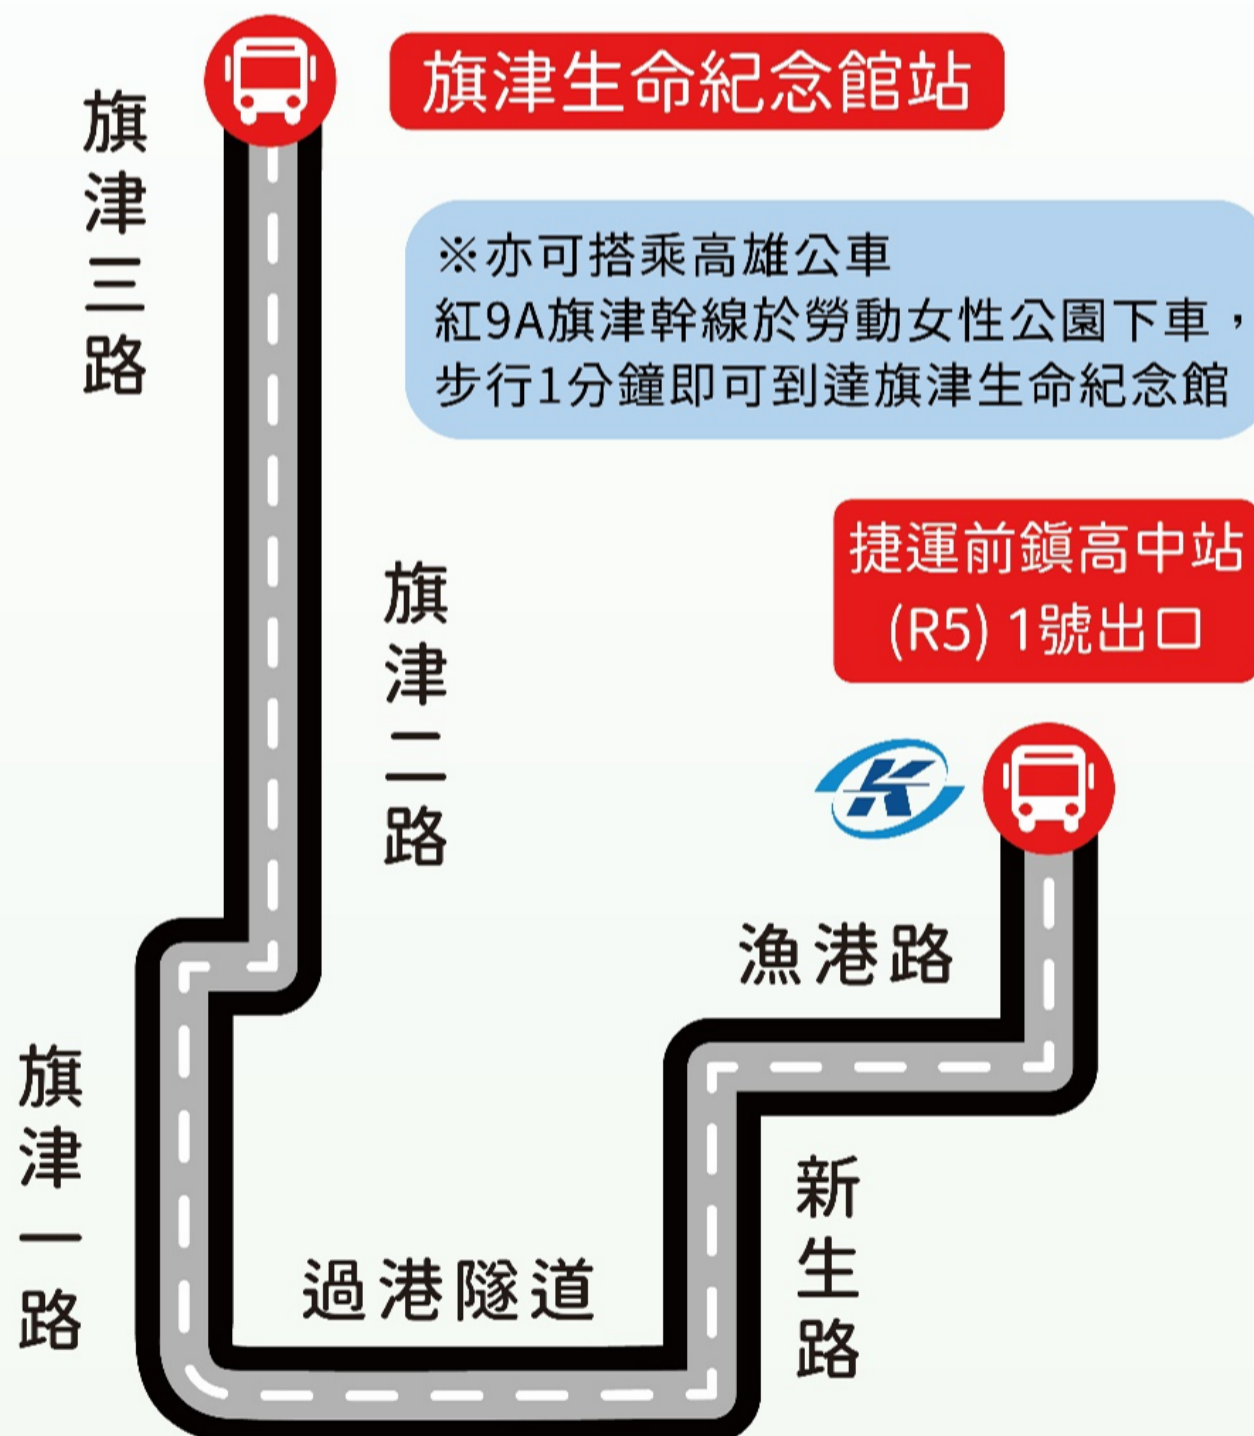 旗津生命紀念館站
旗津三路
※亦可搭乘高雄公車
紅9A旗津幹線於勞動女性公園下車，
步行1分鐘即可到達旗津生命紀念館
捷運前鎮高中站
(R5) 1號出口
旗津二路
K
漁港路
旗津一路
新生路
過港隧道